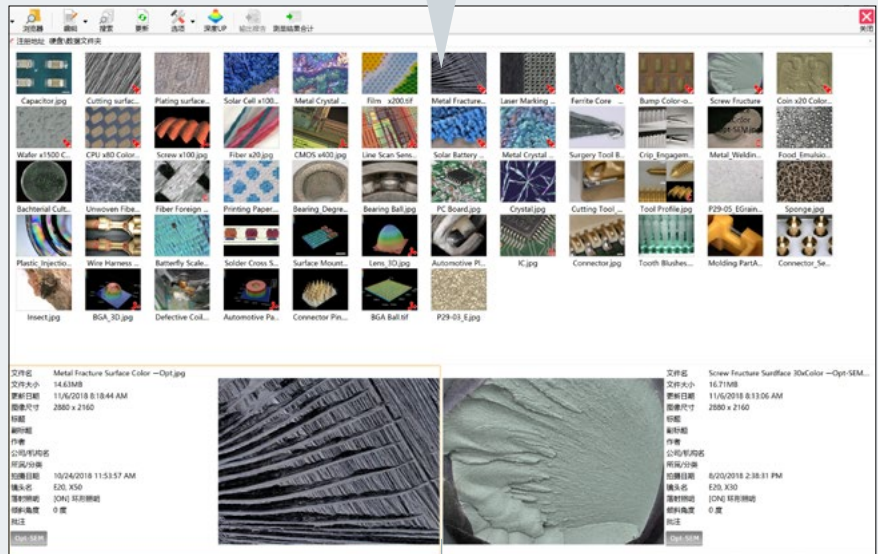 浏览器 编辑 搜索 更新 选项 深度UP 输出报告 测量结果合计 关闭
注册地址 硬盘\数据文件夹
Capacitor.jpg Cutting surfac... Plating surface... Solar Cell x100... Metal Crystal ... Film x200.tif Metal Fracture... Laser Marking ... Ferrite Core ... Bump Color-o... Screw Fructure Coin x20 Color...
Color
Opt-SEM.jpg
Wafer x1500 C... CPU x80 Color... Screw x100.jpg Fiber x20.jpg CMOS x400.jpg Line Scan Sens... Solar Battery ... Metal Crystal ... Surgery Tool B... Crip_Engagem... Metal_Weldin... Food_Emulsio...
Bachterial Cult... Unwoven Fibe... Fiber Foreign ... Printing Paper... Bearing_Degre... Bearing Ball.jpg PC Board.jpg Crystal.jpg Cutting Tool_... Tool Profile.jpg P29-05_EGrain... Sponge.jpg
Plastic_Injectio... Wire Harness ... Batterfly Scale... Solder Cross S... Surface Mount... Lens_3D.jpg Automotive Pl... IC.jpg Connector.jpg Tooth Blushes... Molding PartA... Connector_Se...
Insect.jpg BGA_3D.jpg Defective Coil... Automotive Pa... Connector Pin... BGA Ball.tif P29-03_E.jpg
文件名 Metal Fracture Surface Color —Opt.jpg
文件大小 14.63MB
更新日期 11/6/2018 8:18:44 AM
图像尺寸 2880 x 2160
标题
副标题
作者
公司/机构名
所属/分类
拍摄日期 10/24/2018 11:53:57 AM
镜头名 E20, X50
落射照明 [ON] 环形照明
倾斜角度 0 度
批注
Opt-SEM
文件名 Screw Fructure Surdface 30xColor —Opt-SEM...
文件大小 16.71MB
更新日期 11/6/2018 8:13:06 AM
图像尺寸 2880 x 2160
标题
副标题
作者
公司/机构名
所属/分类
拍摄日期 8/20/2018 2:38:31 PM
镜头名 E20, X30
落射照明 [ON] 环形照明
倾斜角度 0 度
批注
Opt-SEM